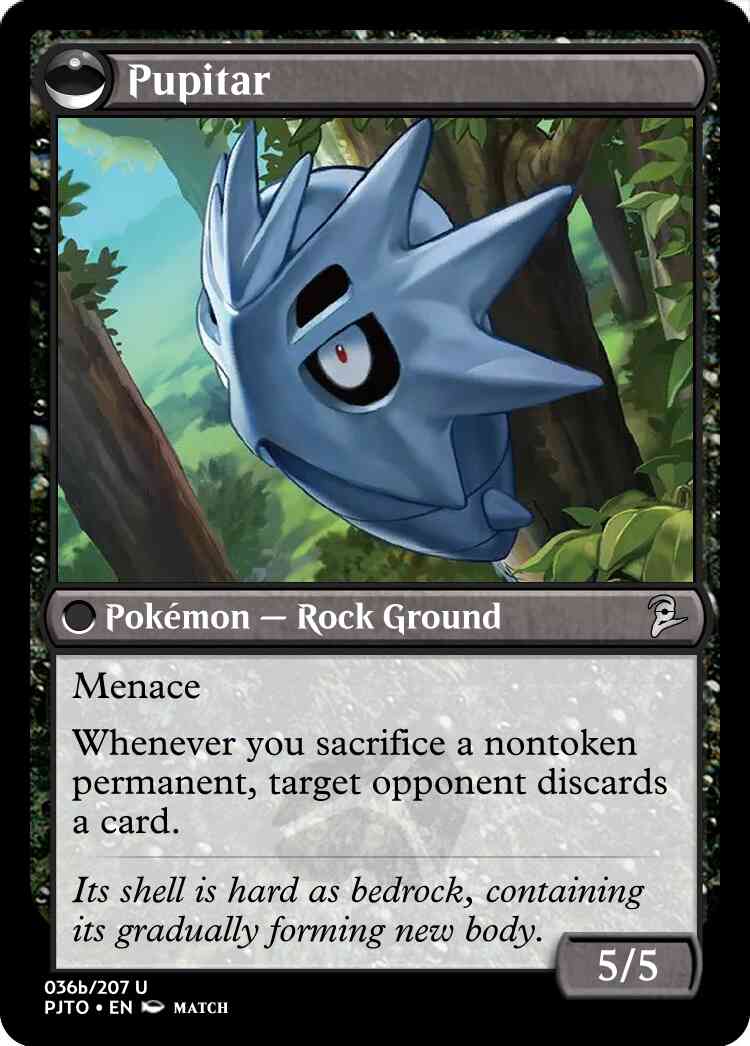 Pupitar
Pokémon — Rock Ground
Menace
Whenever you sacrifice a nontoken
permanent, target opponent discards
a card.
Its shell is hard as bedrock, containing
its gradually forming new body.
5/5
036b/207 U
PJTO • EN MATCH